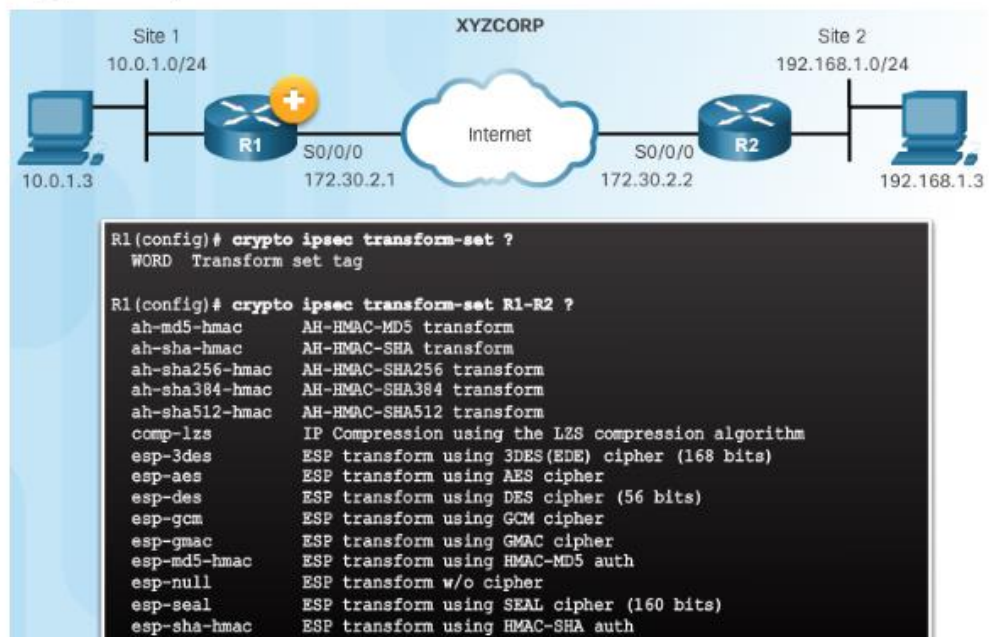 XYZCORP
Site 1
10.0.1.0/24
Site 2
192.168.1.0/24
R1
Internet
R2
S0/0/0
172.30.2.1
S0/0/0
172.30.2.2
10.0.1.3
192.168.1.3
R1(config)# crypto ipsec transform-set ?
WORD Transform set tag
R1(config)# crypto ipsec transform-set R1-R2 ?
ah-md5-hmac AH-HMAC-MD5 transform
ah-sha-hmac AH-HMAC-SHA transform
ah-sha256-hmac AH-HMAC-SHA256 transform
ah-sha384-hmac AH-HMAC-SHA384 transform
ah-sha512-hmac AH-HMAC-SHA512 transform
comp-lzs IP Compression using the LZS compression algorithm
esp-3des ESP transform using 3DES(EDE) cipher (168 bits)
esp-aes ESP transform using AES cipher
esp-des ESP transform using DES cipher (56 bits)
esp-gcm ESP transform using GCM cipher
esp-gmac ESP transform using GMAC cipher
esp-md5-hmac ESP transform using HMAC-MD5 auth
esp-null ESP transform w/o cipher
esp-seal ESP transform using SEAL cipher (160 bits)
esp-sha-hmac ESP transform using HMAC-SHA auth